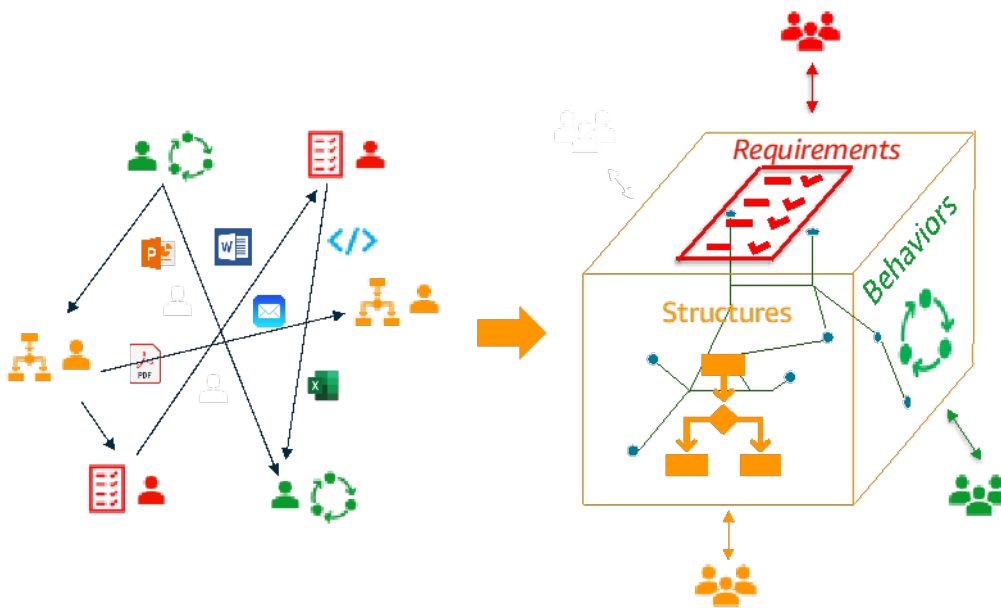 Requirements
Behaviors
Structures
P
W
</>
PDF
X